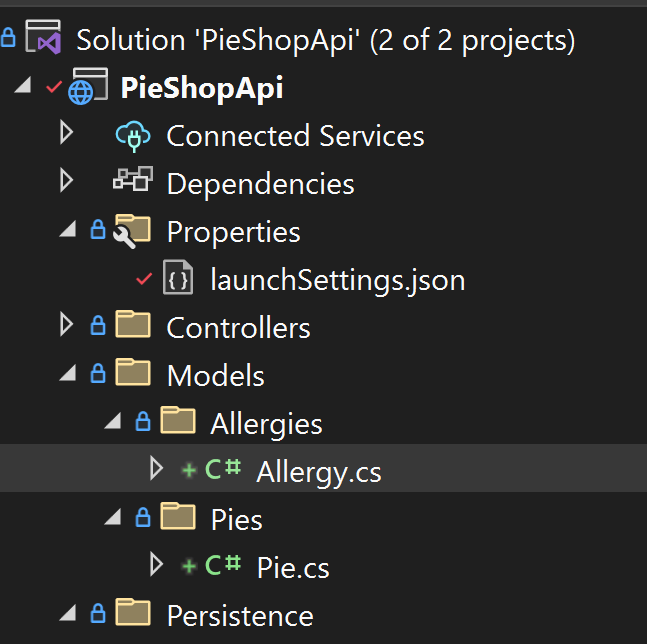 Solution 'PieShopApi' (2 of 2 projects)
PieShopApi
Connected Services
Dependencies
Properties
launchSettings.json
Controllers
Models
Allergies
C# Allergy.cs
Pies
C# Pie.cs
Persistence